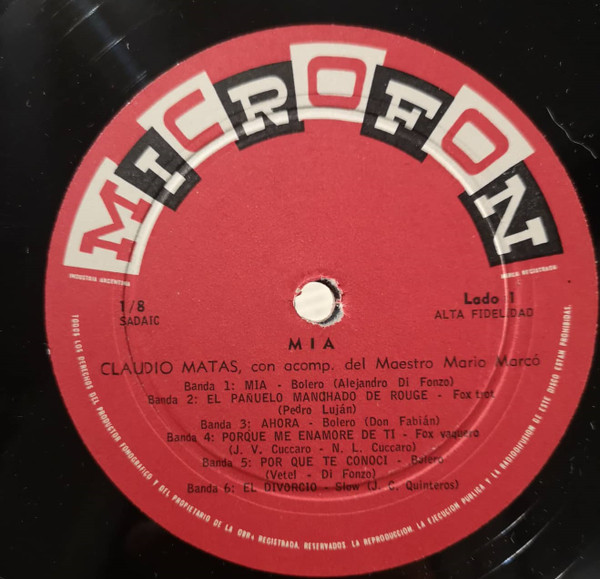 MICROFON
INDUSTRIA ARGENTINA
MARCA REGISTRADA
1/8
SADAIC
Lado 1
ALTA FIDELIDAD
MIA
CLAUDIO MATAS, con acomp. del Maestro Mario Marcó
Banda 1: MIA - Bolero (Alejandro Di Fonzo)
Banda 2: EL PAÑUELO MANCHADO DE ROUGE - Fox trot
(Pedro Luján)
Banda 3: AHORA - Bolero (Don Fabián)
Banda 4: PORQUE ME ENAMORE DE TI - Fox vaquero
(J. V. Cuccaro - N. L. Cuccaro)
Banda 5: POR QUE TE CONOCI - Bolero
(Vetel - Di Fonzo)
Banda 6: EL DIVORCIO - Slow (J. C. Quinteros)
TODOS LOS DERECHOS DEL PRODUCTOR FONOGRAFICO Y DEL PROPIETARIO DE LA OBRA REGISTRADA, RESERVADOS. LA REPRODUCCION, LA EJECUCION PUBLICA Y LA RADIODIFUSION DE ESTE DISCO ESTAN PROHIBIDAS.